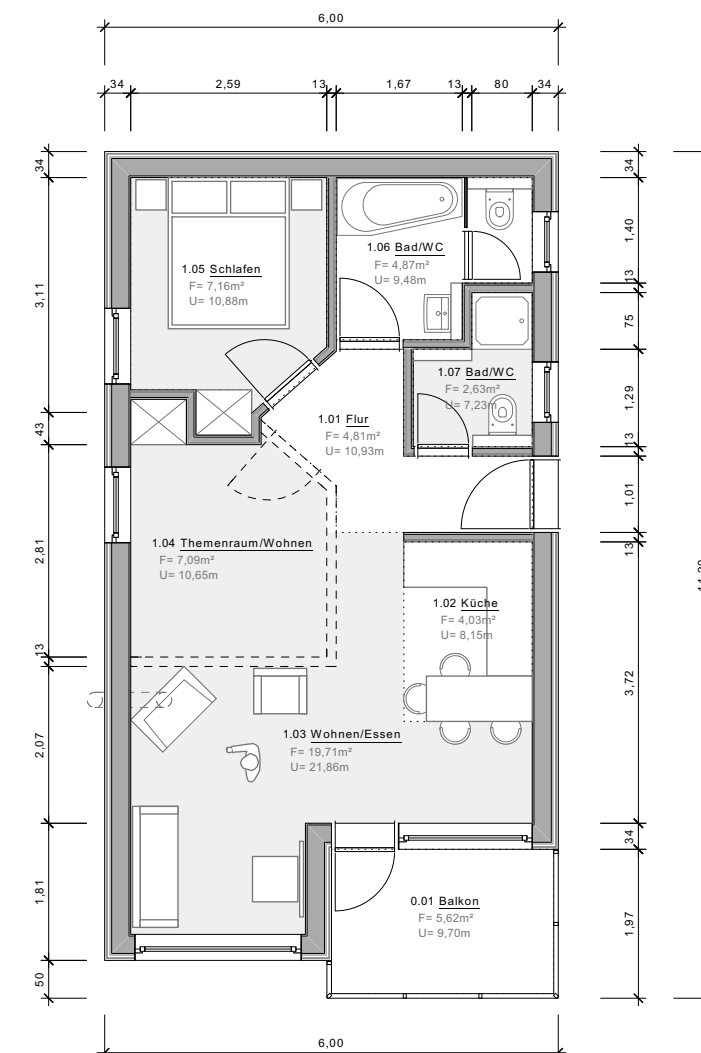 6,00
34 2,59 13 1,67 13 80 34
34
3,11
43
2,81
13
2,07
1,81
50
1.05 Schlafen
F= 7,16m²
U= 10,88m
1.06 Bad/WC
F= 4,87m²
U= 9,48m
1.07 Bad/WC
F= 2,63m²
U= 7,23m
1.01 Flur
F= 4,81m²
U= 10,93m
1.04 Themenraum/Wohnen
F= 7,09m²
U= 10,65m
1.02 Küche
F= 4,03m²
U= 8,15m
1.03 Wohnen/Essen
F= 19,71m²
U= 21,86m
0.01 Balkon
F= 5,62m²
U= 9,70m
34
1,40
13
75
1,29
13
1,01
13
3,72
34
1,97
6,00